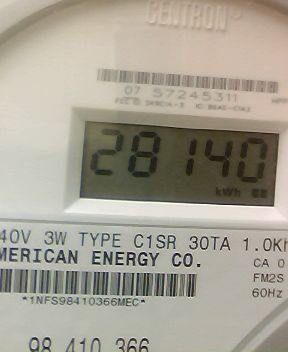 CENTRON®
07 57245311
28140
kWh
40V 3W TYPE C1SR 30TA 1.0Kh
MERICAN ENERGY CO.
CA 0
FM2S
60Hz
*1NFS98410366MEC*
98 410 366